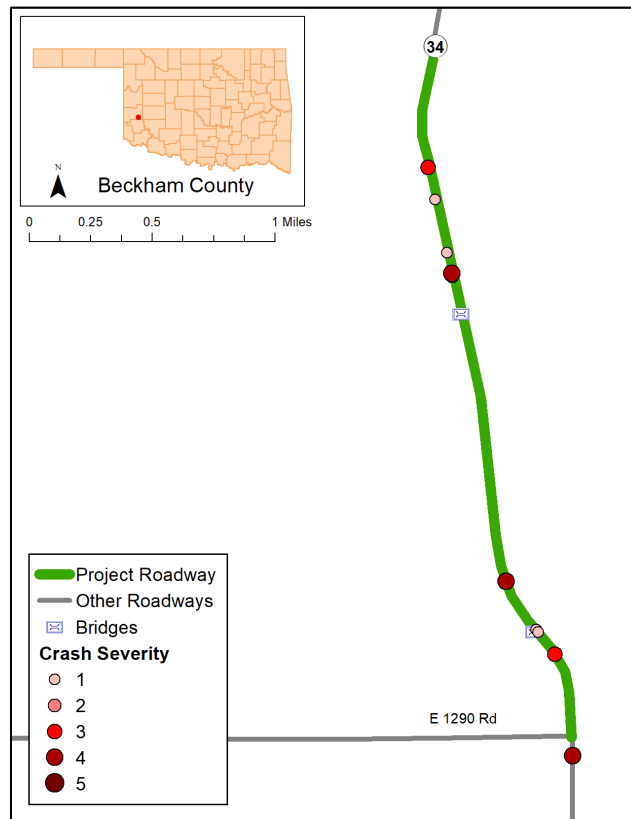 34
N
Beckham County
0 0.25 0.5 1 Miles
Project Roadway
Other Roadways
Bridges
Crash Severity
1
2
3
4
5
E 1290 Rd